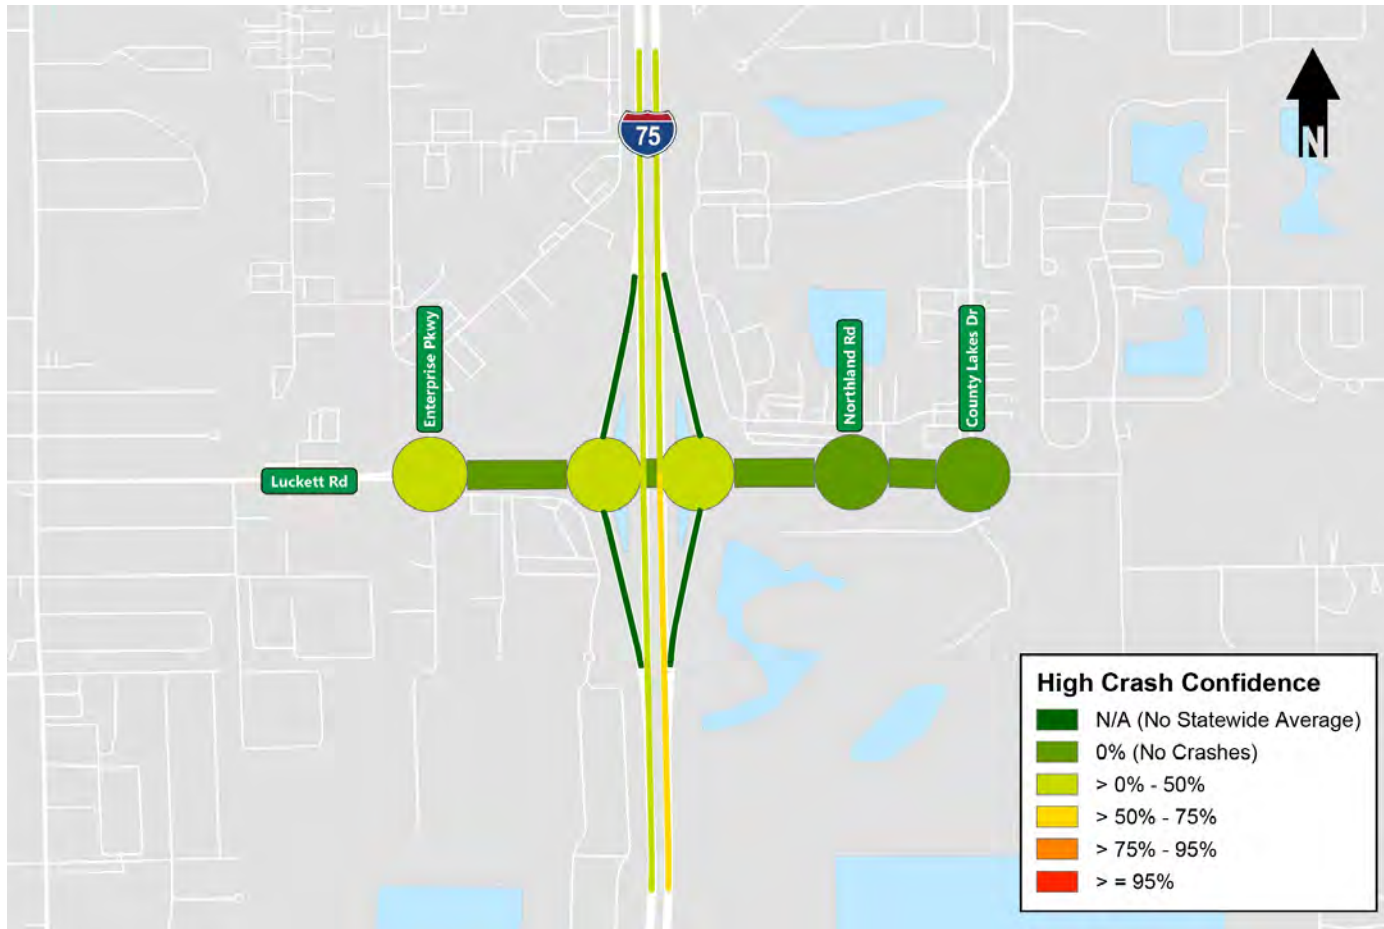 N
75
Enterprise Pkwy
Northland Rd
County Lakes Dr
Luckett Rd
High Crash Confidence
N/A (No Statewide Average)
0% (No Crashes)
> 0% - 50%
> 50% - 75%
> 75% - 95%
> = 95%